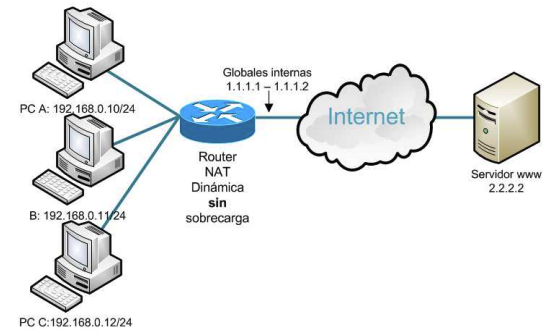 PC A: 192.168.0.10/24
B: 192.168.0.11/24
PC C:192.168.0.12/24
Router
NAT
Dinámica
sin
sobrecarga
Globales internas
1.1.1.1 – 1.1.1.2
Internet
Servidor www
2.2.2.2